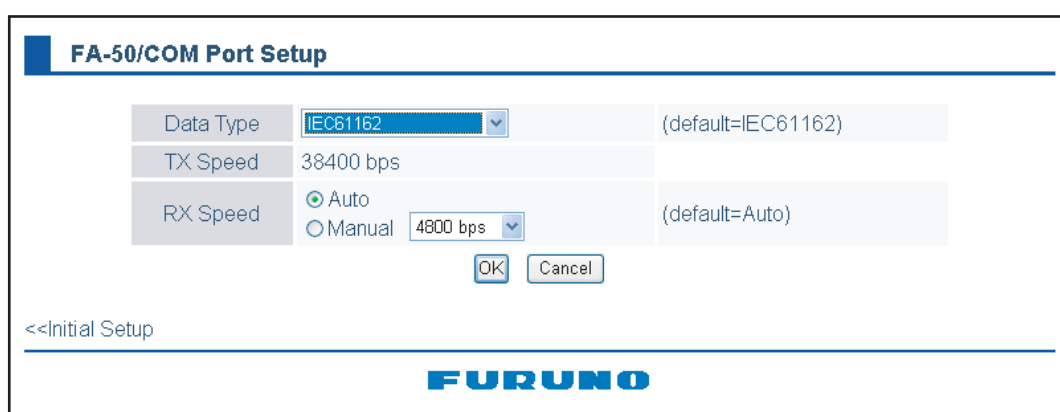 FA-50/COM Port Setup
Data Type IEC61162 (default=IEC61162)
TX Speed 38400 bps
RX Speed Auto (default=Auto)
Manual 4800 bps
OK Cancel
<<Initial Setup
FURUNO